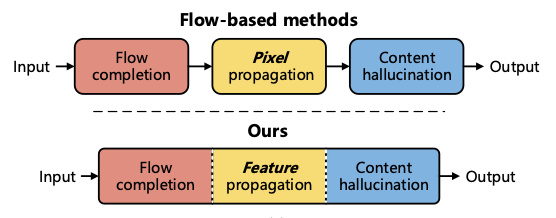 Flow-based methods
Input
Flow
completion
Pixel
propagation
Content
hallucination
Output
Ours
Input
Flow
completion
Feature
propagation
Content
hallucination
Output